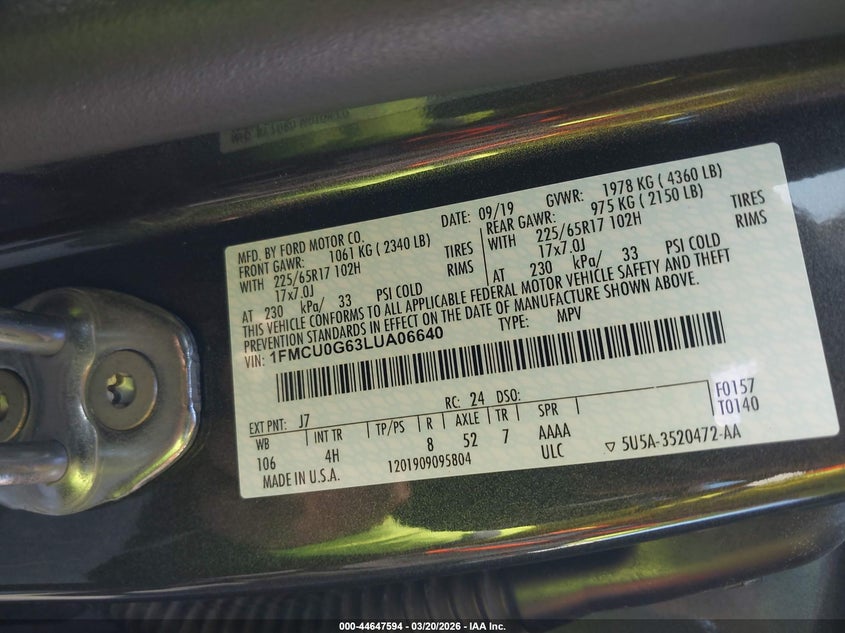 MFD. BY FORD MOTOR CO.
DATE: 09/19 GVWR: 1978 KG ( 4360 LB)
FRONT GAWR: 1061 KG ( 2340 LB) REAR GAWR: 975 KG ( 2150 LB)
WITH 225/65R17 102H TIRES WITH 225/65R17 102H TIRES
17x7.0J RIMS 17x7.0J RIMS
AT 230 kPa/ 33 PSI COLD AT 230 kPa/ 33 PSI COLD
THIS VEHICLE CONFORMS TO ALL APPLICABLE FEDERAL MOTOR VEHICLE SAFETY AND THEFT
PREVENTION STANDARDS IN EFFECT ON THE DATE OF MANUFACTURE SHOWN ABOVE.
VIN: 1FMCU0G63LUA06640 TYPE: MPV
F0157
T0140
EXT PNT: J7 RC: 24 DSO:
WB INT TR TP/PS R AXLE TR SPR
106 4H 8 52 7 AAAA
ULC
MADE IN U.S.A. 1201909095804 5U5A-3520472-AA
000-44647594 — 03/20/2026 — IAA Inc.